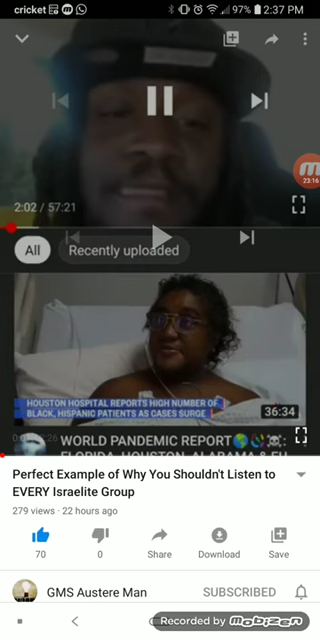 cricket
97% 2:37 PM
23:16
2:02 / 57:21
All
Recently uploaded
HOUSTON HOSPITAL REPORTS HIGH NUMBER OF
BLACK, HISPANIC PATIENTS AS CASES SURGE
36:34
WORLD PANDEMIC REPORT🌎
FLORIDA, HOUSTON, ALABAMA & FU
Perfect Example of Why You Shouldn't Listen to
EVERY Israelite Group
279 views · 22 hours ago
70
0
Share
Download
Save
GMS Austere Man
SUBSCRIBED
Recorded by mobizen